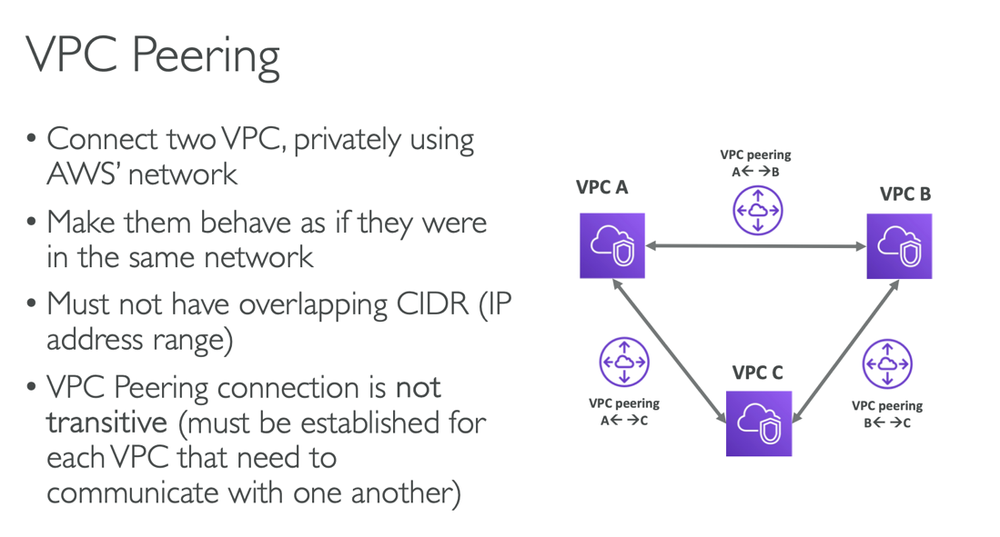 VPC Peering
• Connect two VPC, privately using
AWS’ network
• Make them behave as if they were
in the same network
• Must not have overlapping CIDR (IP
address range)
• VPC Peering connection is not
transitive (must be established for
each VPC that need to
communicate with one another)
VPC peering
A← →B
VPC A
VPC B
VPC peering
A← →C
VPC C
VPC peering
B← →C